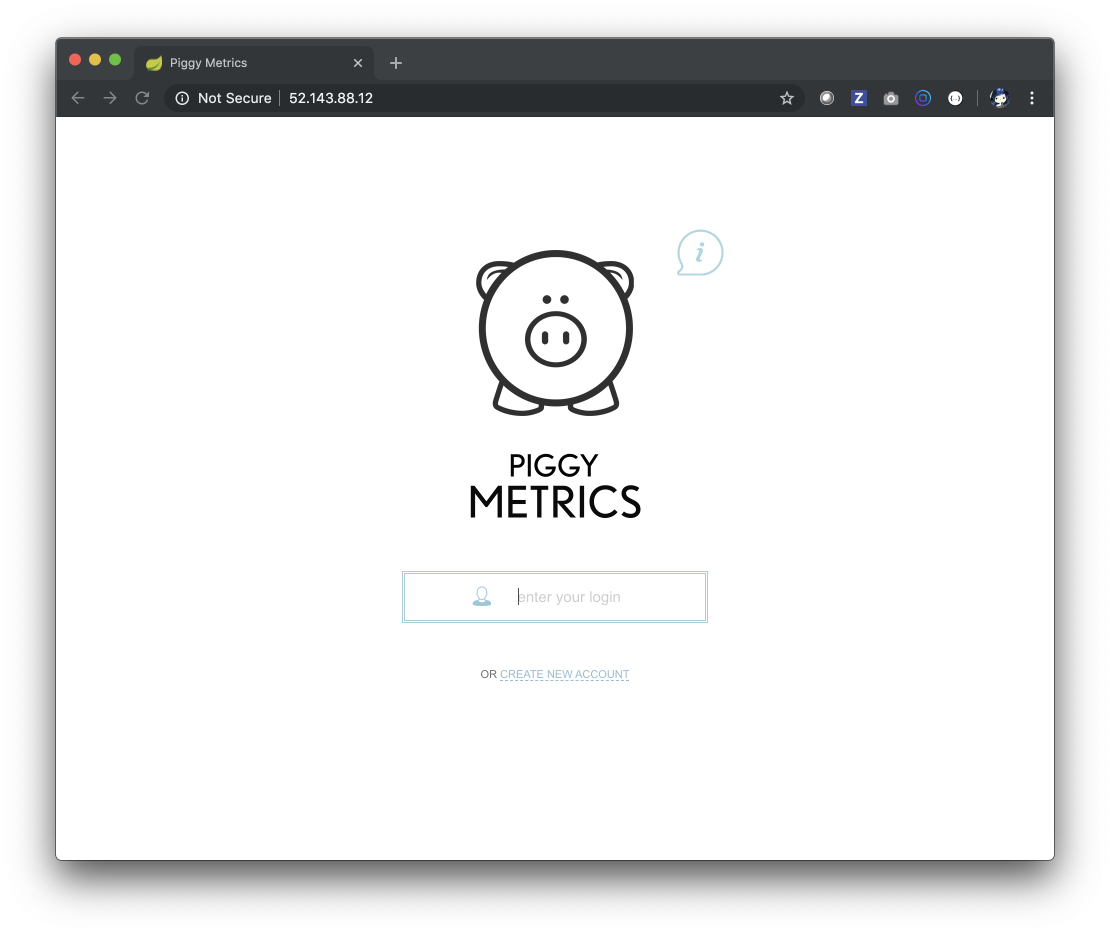 Piggy Metrics
Not Secure 52.143.88.12
i
PIGGY
METRICS
enter your login
OR CREATE NEW ACCOUNT